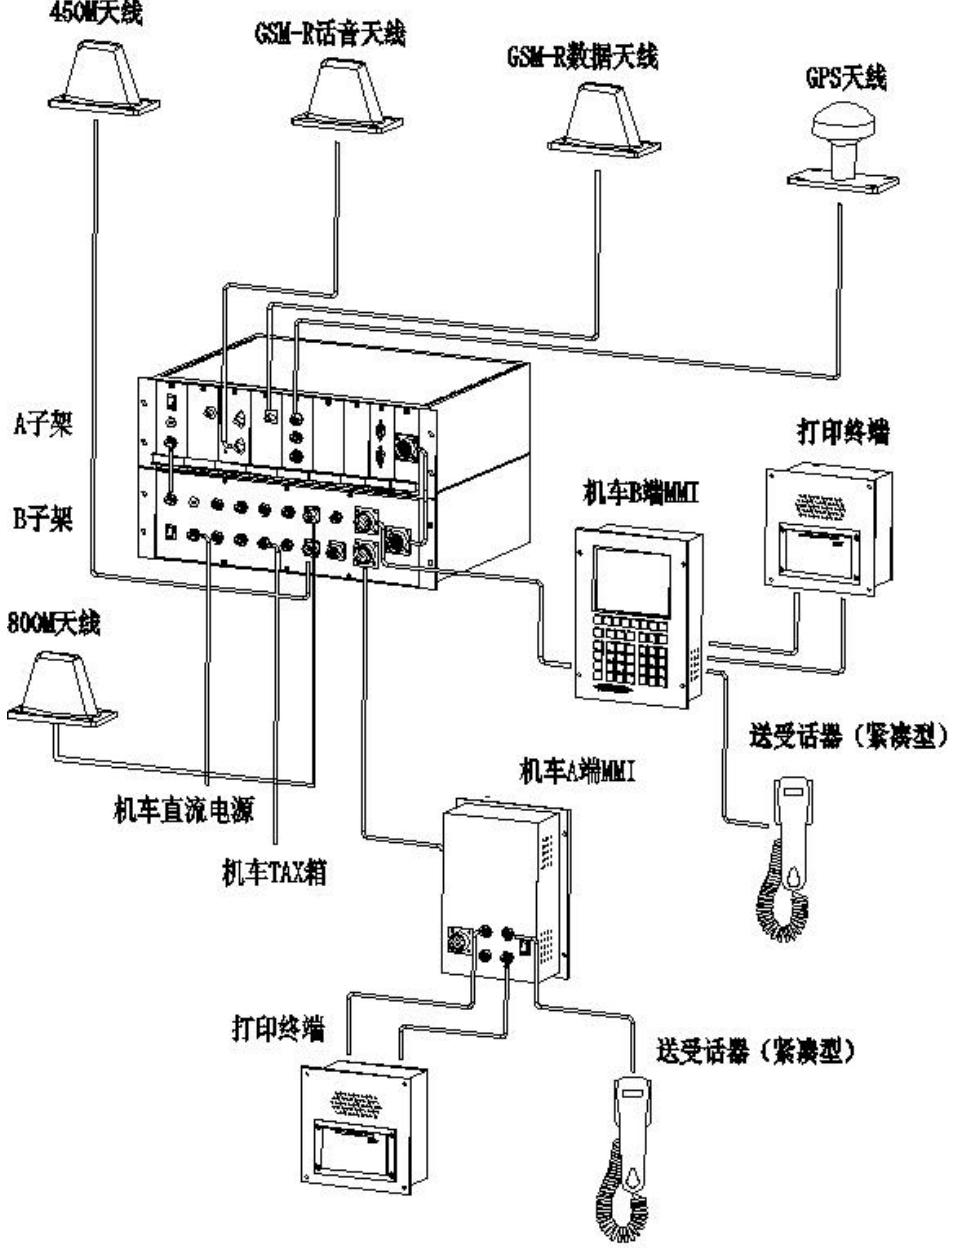 450M天线
GSM-R话音天线
GSM-R数据天线
GPS天线
A子架
打印终端
机车B端MMI
B子架
800M天线
送受话器（紧凑型）
机车A端MMI
机车直流电源
机车TAX箱
打印终端
送受话器（紧凑型）